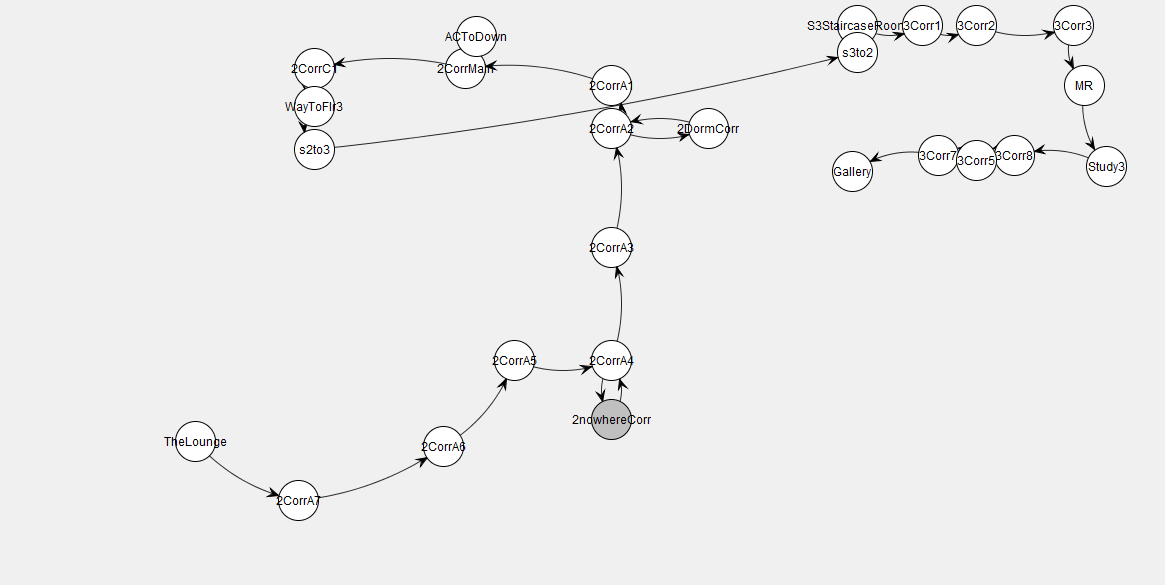 ACToDown
2CorrC1
2CorrMain
WayToFlr3
s2to3
2CorrA1
2CorrA2
2DormCorr
S3StaircaseRoom
3Corr1
3Corr2
3Corr3
s3to2
MR
Gallery
3Corr7
3Corr5
3Corr8
Study3
2CorrA3
2CorrA5
2CorrA4
2nowhereCorr
TheLounge
2CorrA6
2CorrA7